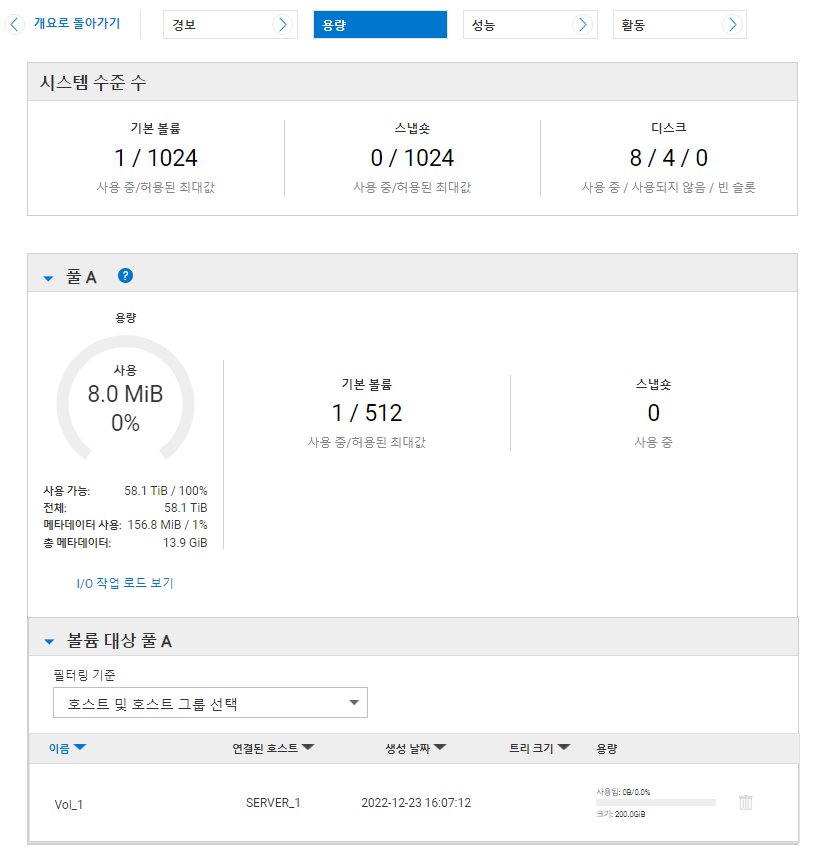 개요로 돌아가기 경보 용량 성능 활동
시스템 수준 수
기본 볼륨 스냅숏 디스크
1 / 1024 0 / 1024 8 / 4 / 0
사용 중/허용된 최대값 사용 중/허용된 최대값 사용 중 / 사용되지 않음 / 빈 슬롯
풀 A ?
용량
사용
8.0 MiB
0%
기본 볼륨 스냅숏
1 / 512 0
사용 중/허용된 최대값 사용 중
사용 가능: 58.1 TiB / 100%
전체: 58.1 TiB
메타데이터 사용: 156.8 MiB / 1%
총 메타데이터: 13.9 GiB
I/O 작업 로드 보기
볼륨 대상 풀 A
필터링 기준
호스트 및 호스트 그룹 선택
이름 연결된 호스트 생성 날짜 트리 크기 용량
Vol_1 SERVER_1 2022-12-23 16:07:12
사용됨: 0B/0.0%
크기: 200.0GiB